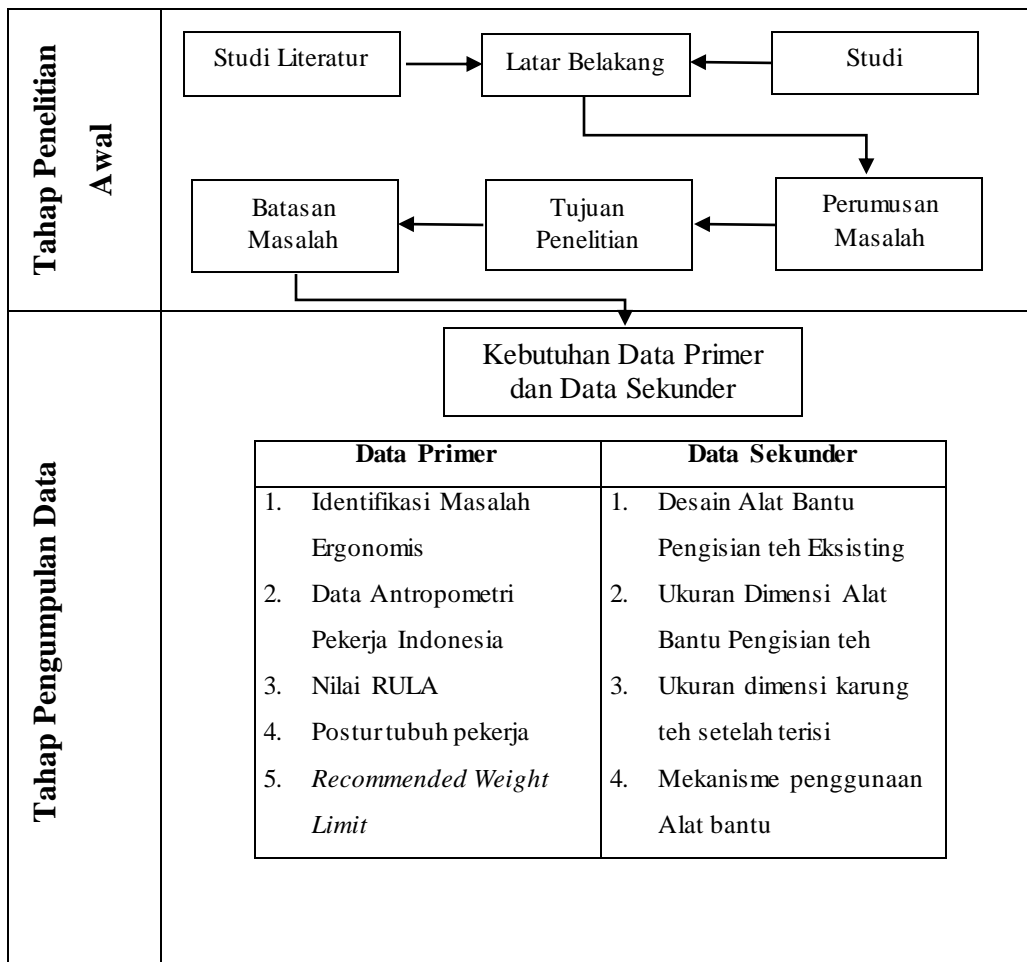 Tahap Penelitian
Awal
Studi Literatur
Latar Belakang
Studi
Perumusan
Masalah
Tujuan
Penelitian
Batasan
Masalah
Tahap Pengumpulan Data
Kebutuhan Data Primer
dan Data Sekunder
Data Primer
1. Identifikasi Masalah
Ergonomis
2. Data Antropometri
Pekerja Indonesia
3. Nilai RULA
4. Postur tubuh pekerja
5. Recommended Weight
Limit
Data Sekunder
1. Desain Alat Bantu
Pengisian teh Eksisting
2. Ukuran Dimensi Alat
Bantu Pengisian teh
3. Ukuran dimensi karung
teh setelah terisi
4. Mekanisme penggunaan
Alat bantu